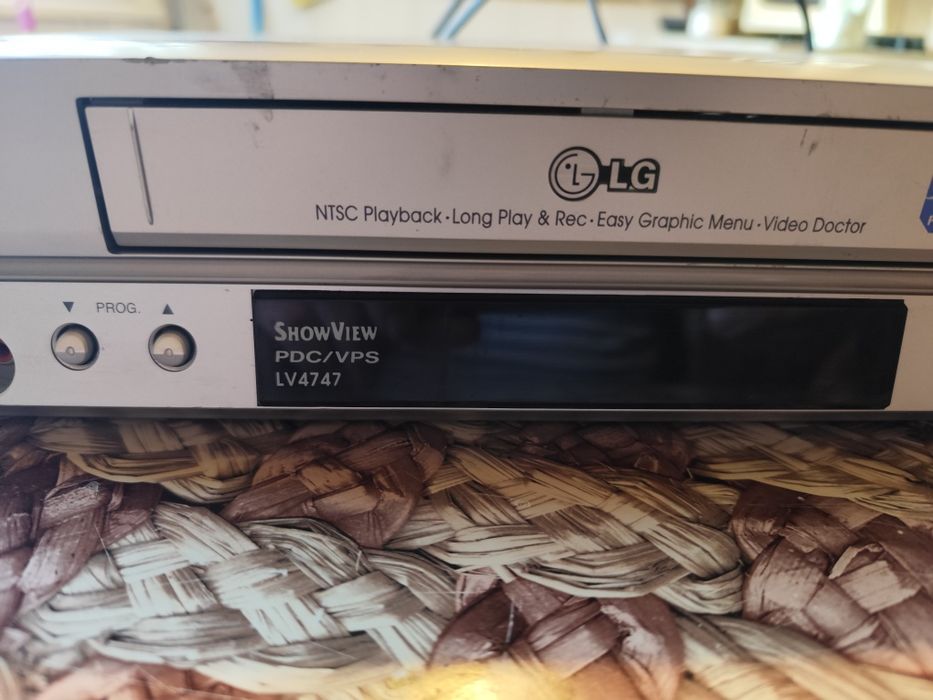 LG
NTSC Playback · Long Play & Rec · Easy Graphic Menu · Video Doctor
▼ PROG. ▲
SHOWVIEW
PDC/VPS
LV4747